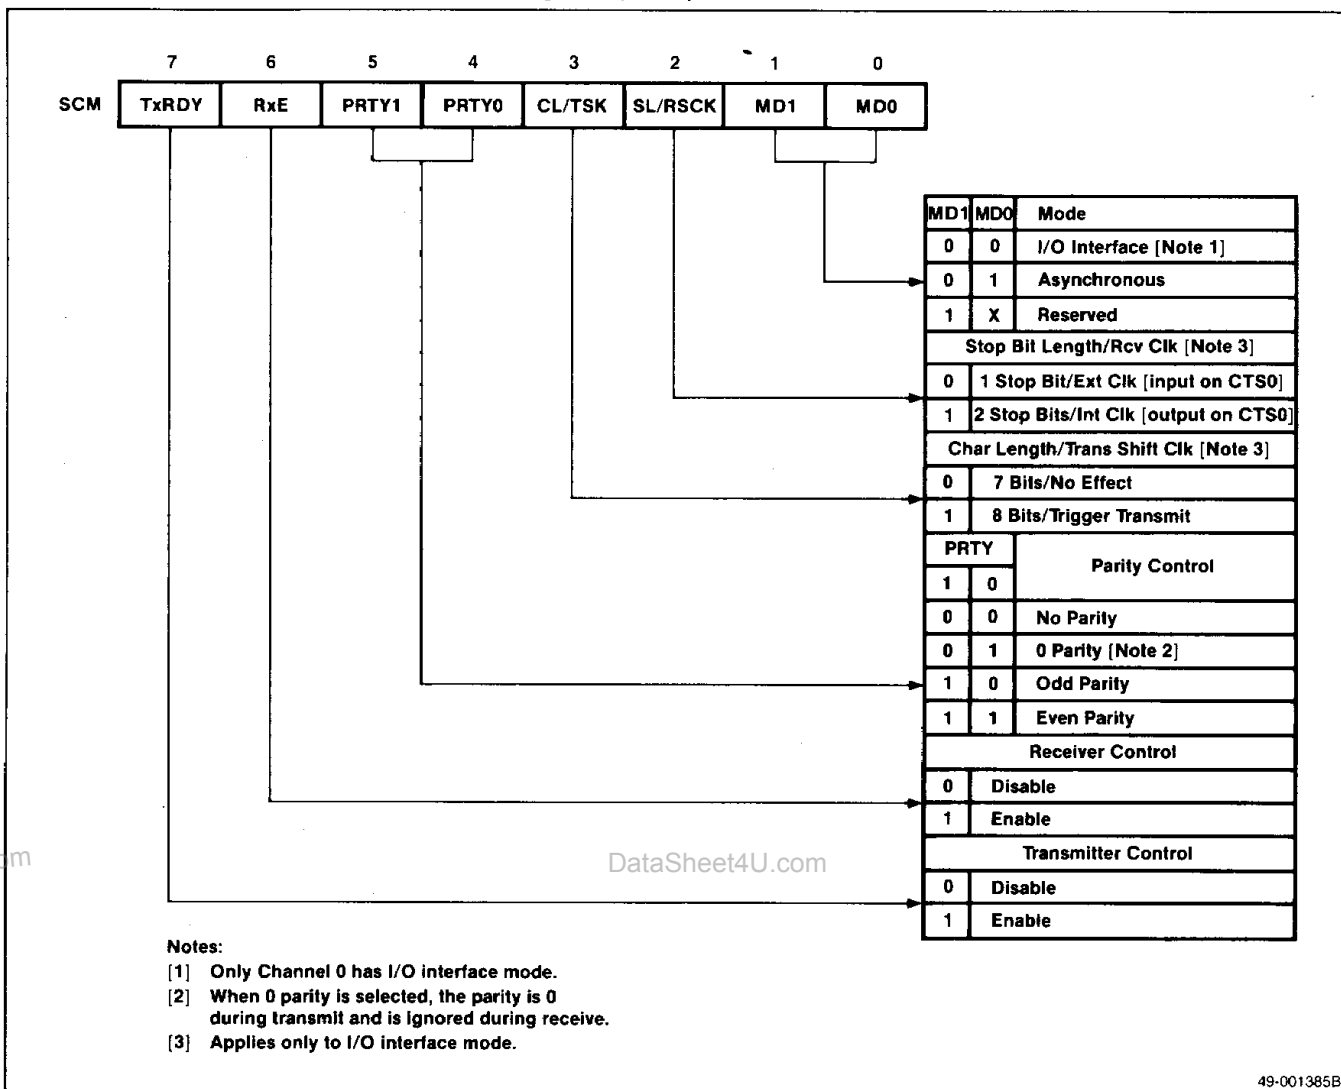 7 6 5 4 3 2 1 0
SCM TxRDY RxE PRTY1 PRTY0 CL/TSK SL/RSCK MD1 MD0
MD1 MD0 Mode
0 0 I/O Interface [Note 1]
0 1 Asynchronous
1 X Reserved
Stop Bit Length/Rcv Clk [Note 3]
0 1 Stop Bit/Ext Clk [input on CTS0]
1 2 Stop Bits/Int Clk [output on CTS0]
Char Length/Trans Shift Clk [Note 3]
0 7 Bits/No Effect
1 8 Bits/Trigger Transmit
PRTY Parity Control
1 0
0 0 No Parity
0 1 0 Parity [Note 2]
1 0 Odd Parity
1 1 Even Parity
Receiver Control
0 Disable
1 Enable
Transmitter Control
0 Disable
1 Enable
DataSheet4U.com
Notes:
[1] Only Channel 0 has I/O interface mode.
[2] When 0 parity is selected, the parity is 0
during transmit and is ignored during receive.
[3] Applies only to I/O interface mode.
49-001385B